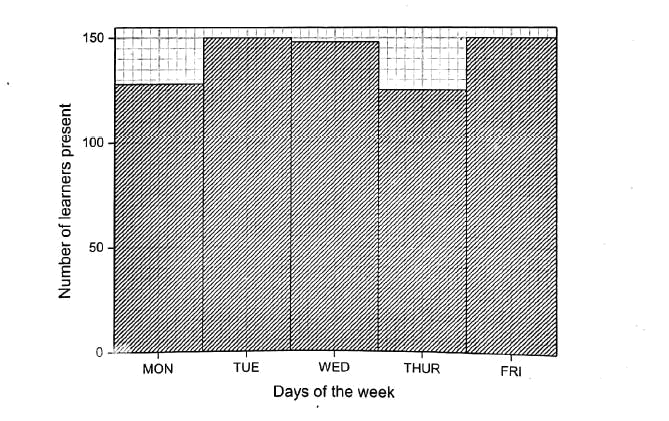 150
100
50
0
Number of learners present
MON TUE WED THUR FRI
Days of the week